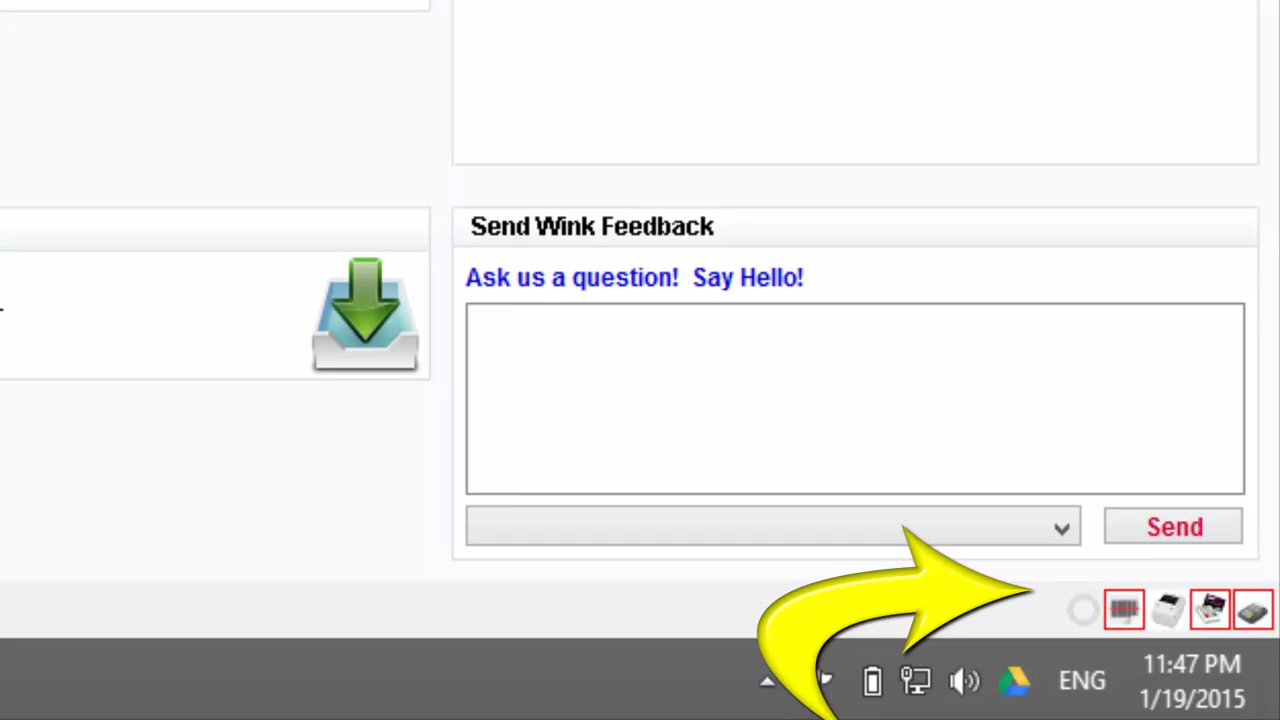 Send Wink Feedback
Ask us a question!  Say Hello!
Send
ENG
11:47 PM
1/19/2015